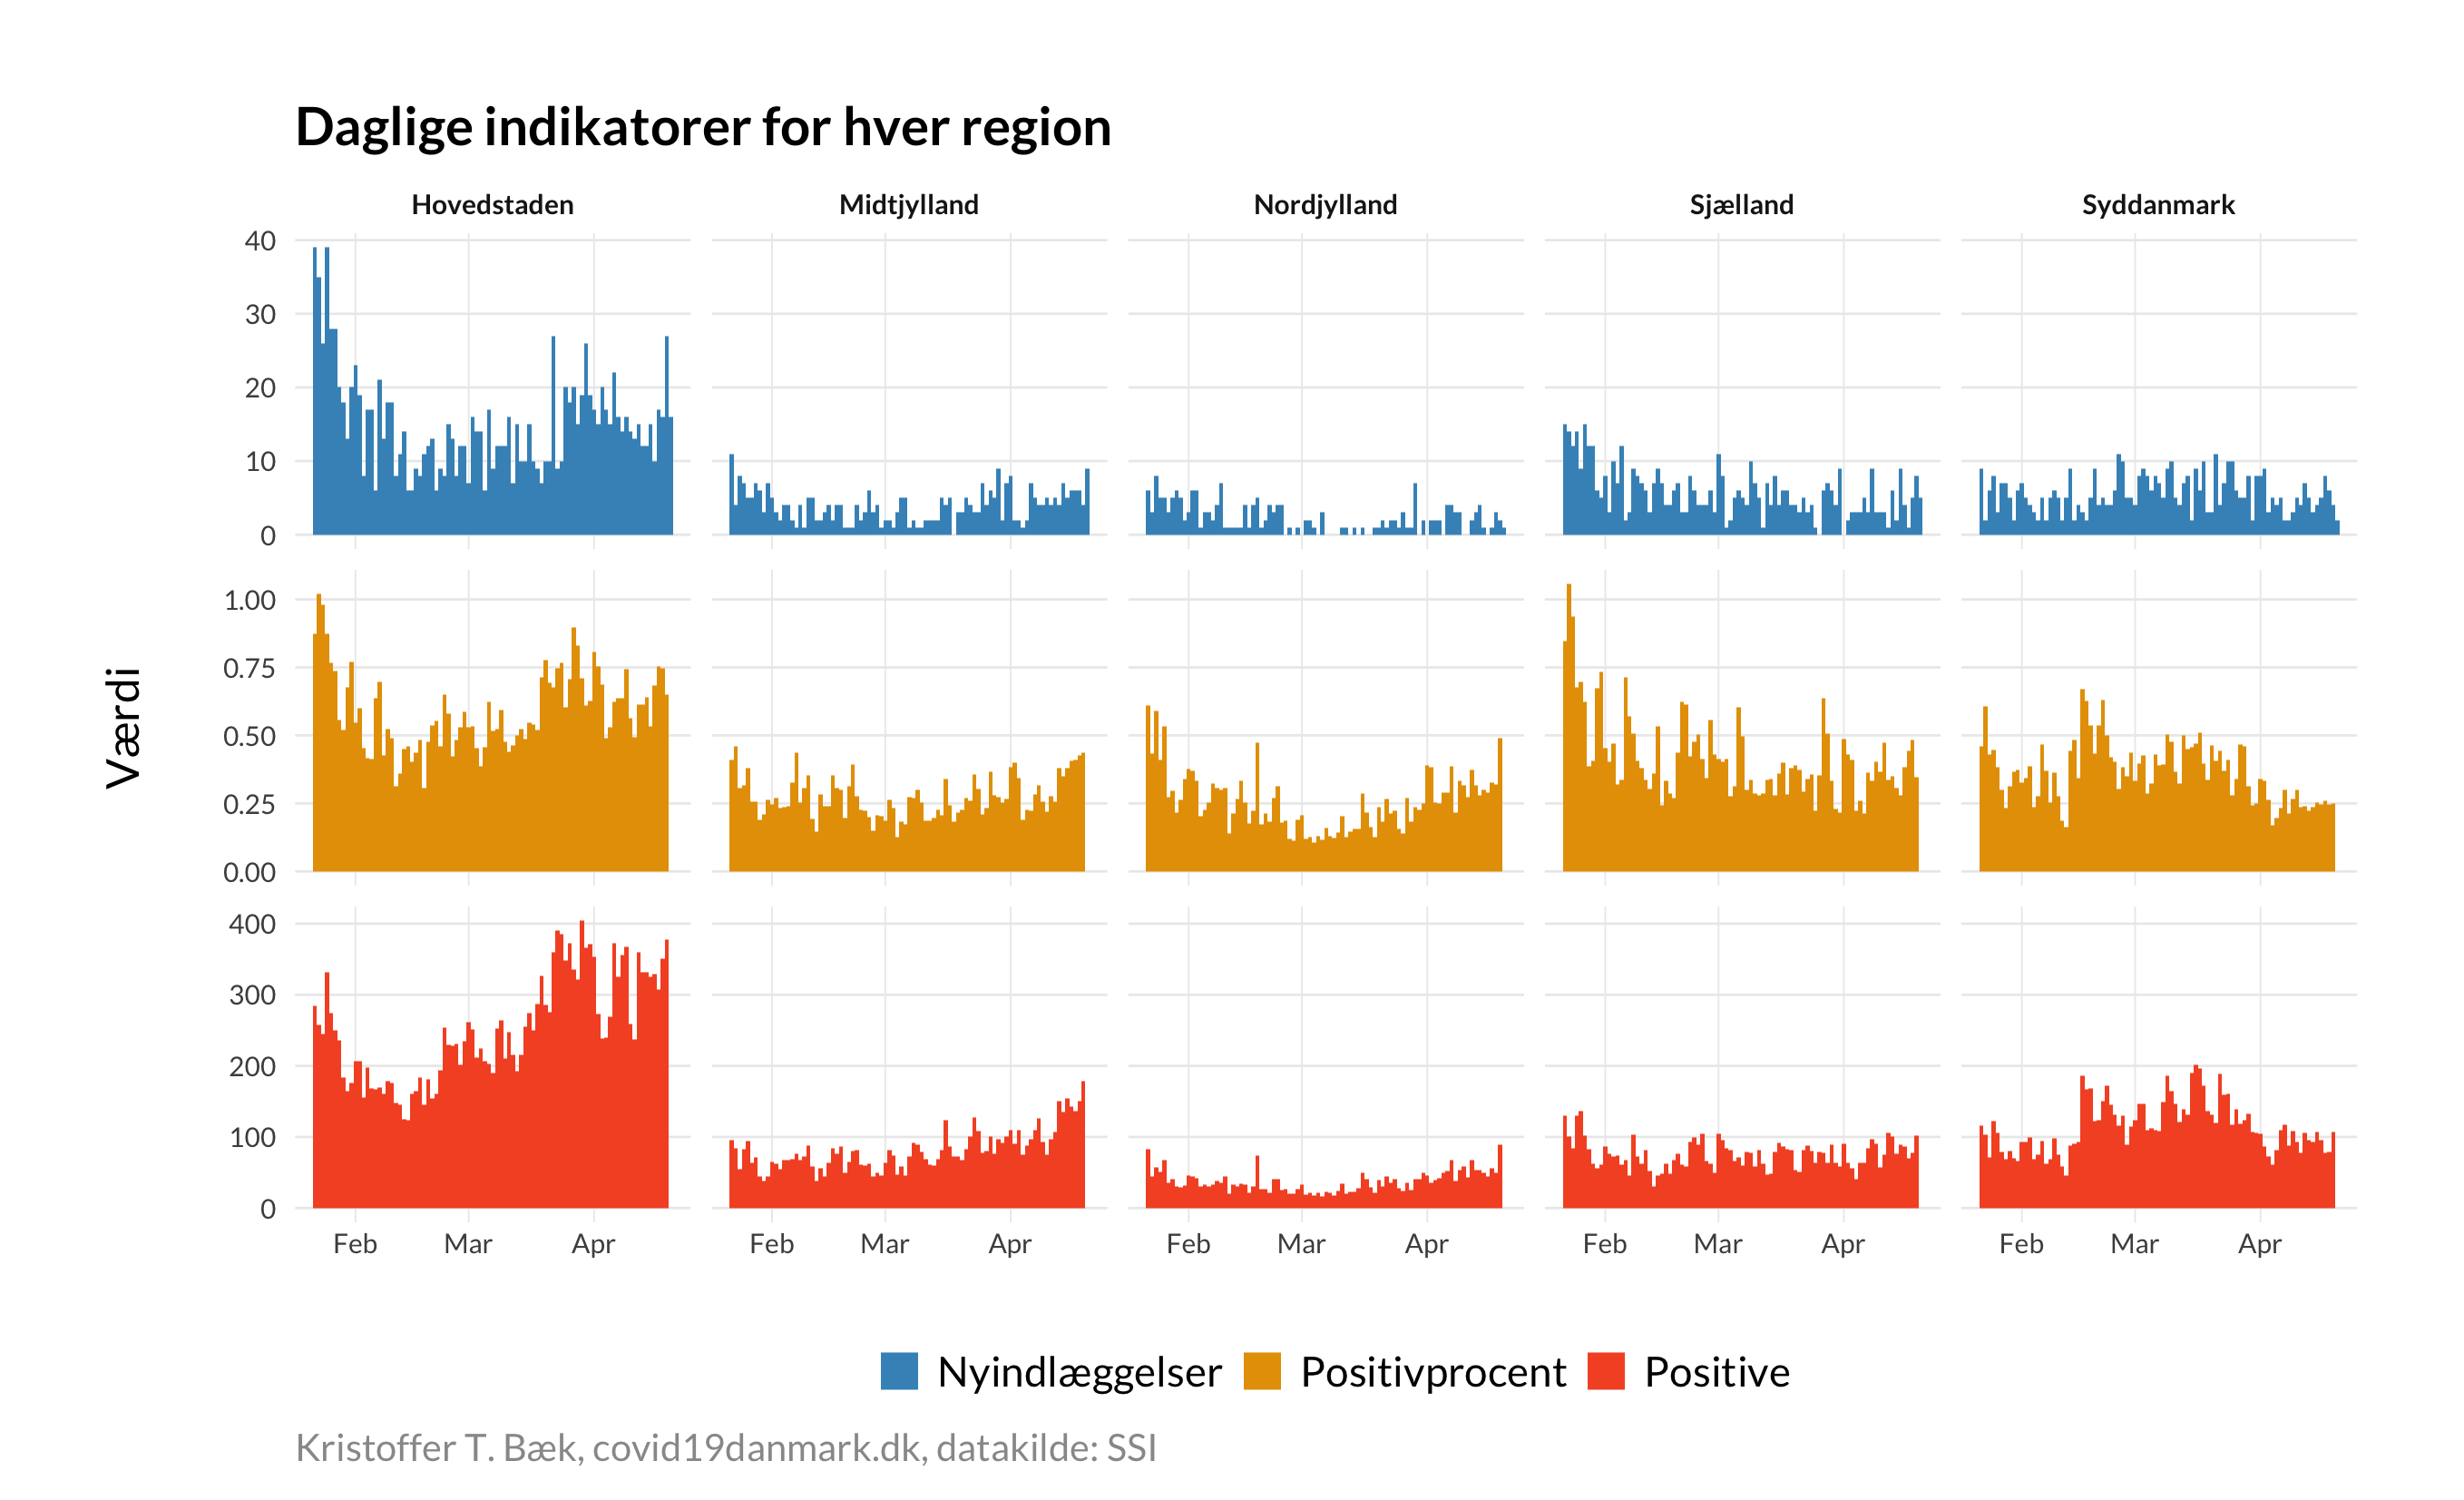 Daglige indikatorer for hver region
Hovedstaden Midtjylland Nordjylland Sjælland Syddanmark
40
30
20
10
0
1.00
0.75
0.50
0.25
0.00
400
300
200
100
0
Værdi
Feb Mar Apr Feb Mar Apr Feb Mar Apr Feb Mar Apr Feb Mar Apr
Nyindlæggelser Positivprocent Positive
Kristoffer T. Bæk, covid19danmark.dk, datakilde: SSI